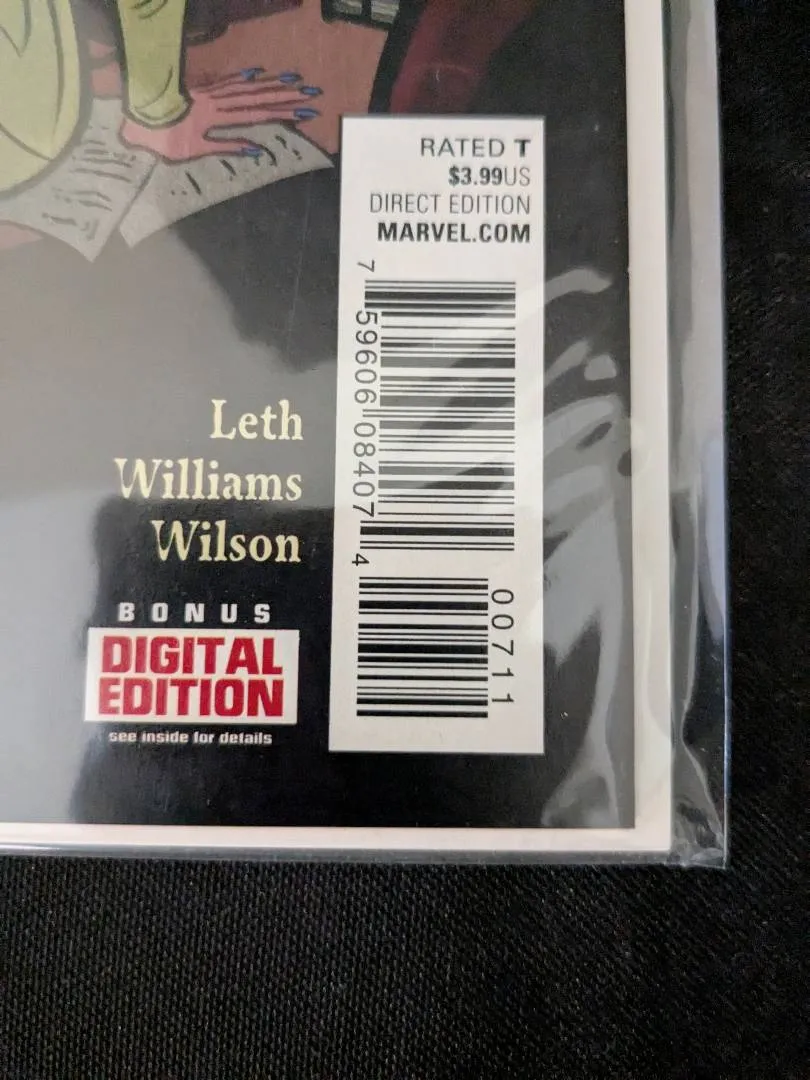 RATED T
$3.99US
DIRECT EDITION
MARVEL.COM
7 59606 08407 4
00711
Leth
Williams
Wilson
BONUS
DIGITAL
EDITION
see inside for details